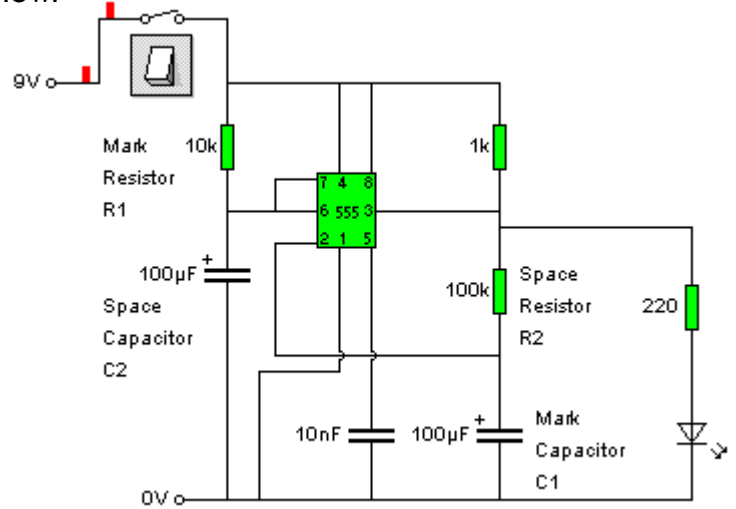 9V
Mark
Resistor
R1
10k
1k
7 4 8
6 555 3
2 1 5
100µF
+
Space
Capacitor
C2
100k
Space
Resistor
R2
220
10nF
100µF
+
Mark
Capacitor
C1
0V